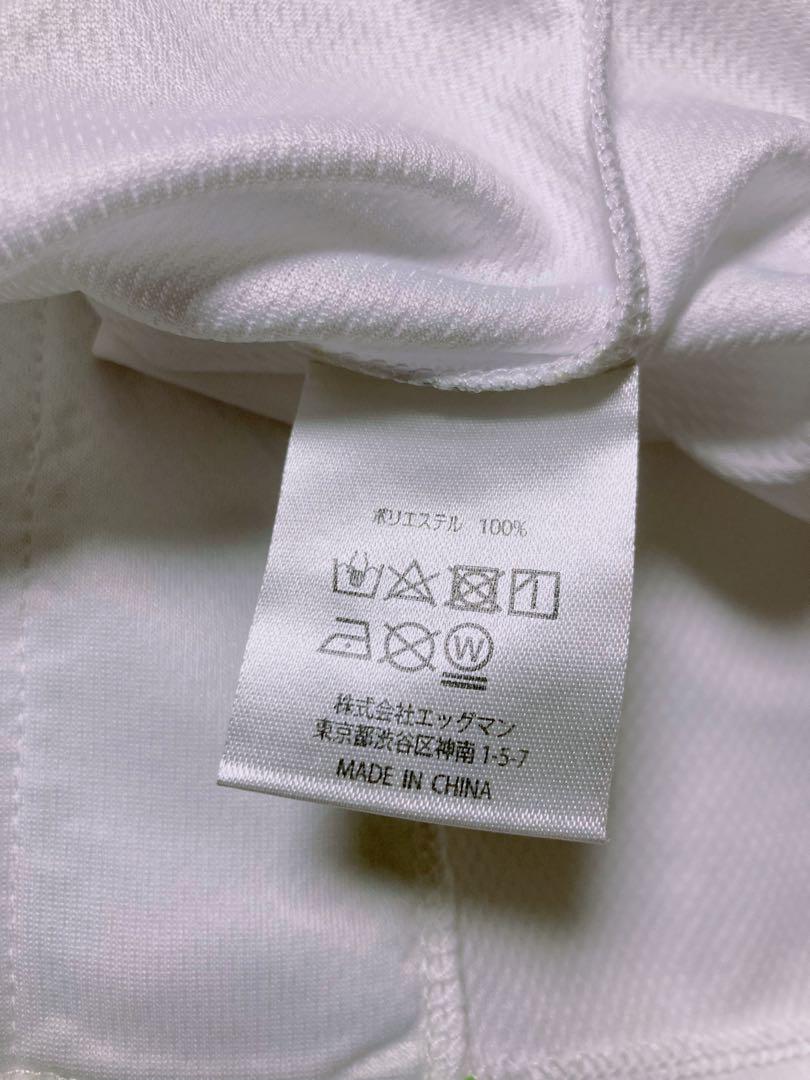 ポリエステル 100%
W
株式会社エッグマン
東京都渋谷区神南1-5-7
MADE IN CHINA